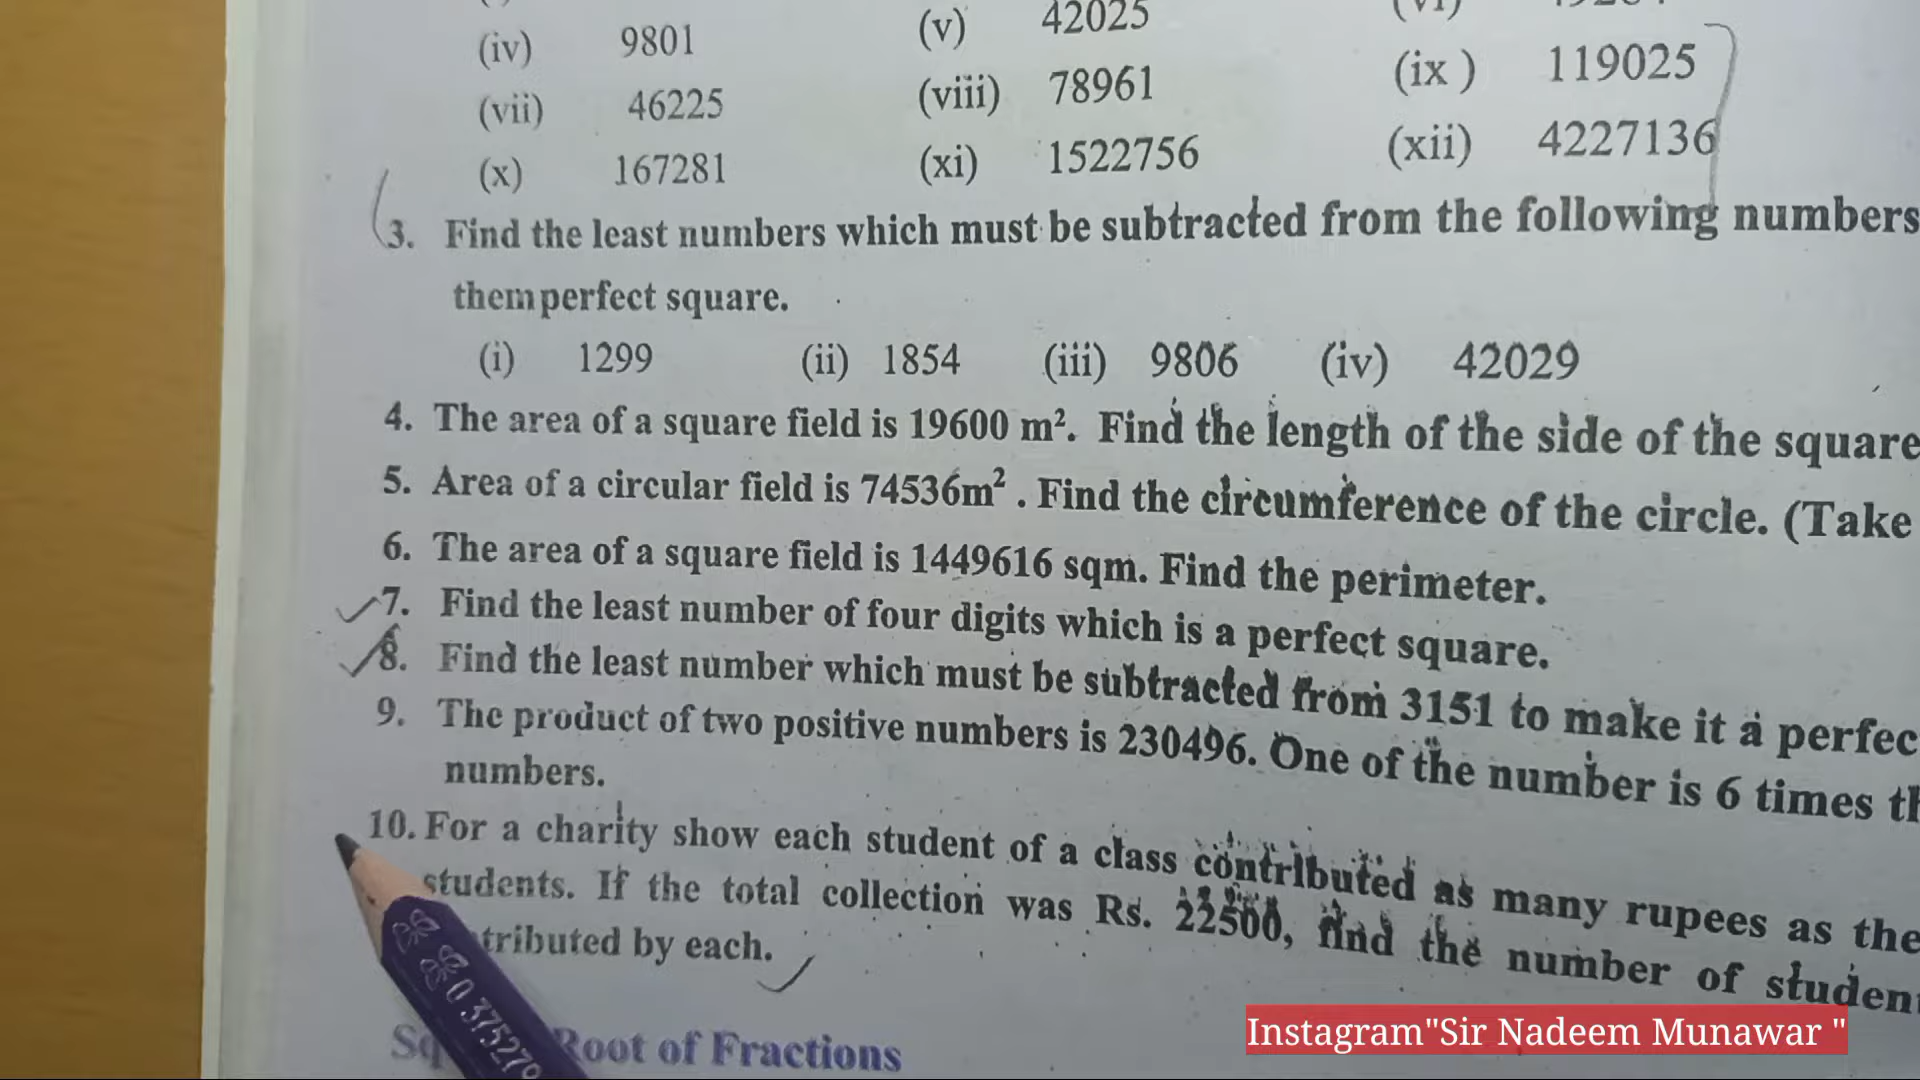 (iv) 9801 (v) 42025
(vii) 46225 (viii) 78961 (ix ) 119025
(x) 167281 (xi) 1522756 (xii) 4227136
3. Find the least numbers which must be subtracted from the following numbers
them perfect square.
(i) 1299 (ii) 1854 (iii) 9806 (iv) 42029
4. The area of a square field is 19600 m². Find the length of the side of the square
5. Area of a circular field is 74536m² . Find the circumference of the circle. (Take
6. The area of a square field is 1449616 sqm. Find the perimeter.
7. Find the least number of four digits which is a perfect square.
8. Find the least number which must be subtracted from 3151 to make it a perfec
9. The product of two positive numbers is 230496. One of the number is 6 times th
numbers.
10. For a charity show each student of a class contributed as many rupees as the
students. If the total collection was Rs. 22500, find the number of studen
tributed by each.
Root of Fractions
0 37527
Instagram"Sir Nadeem Munawar "